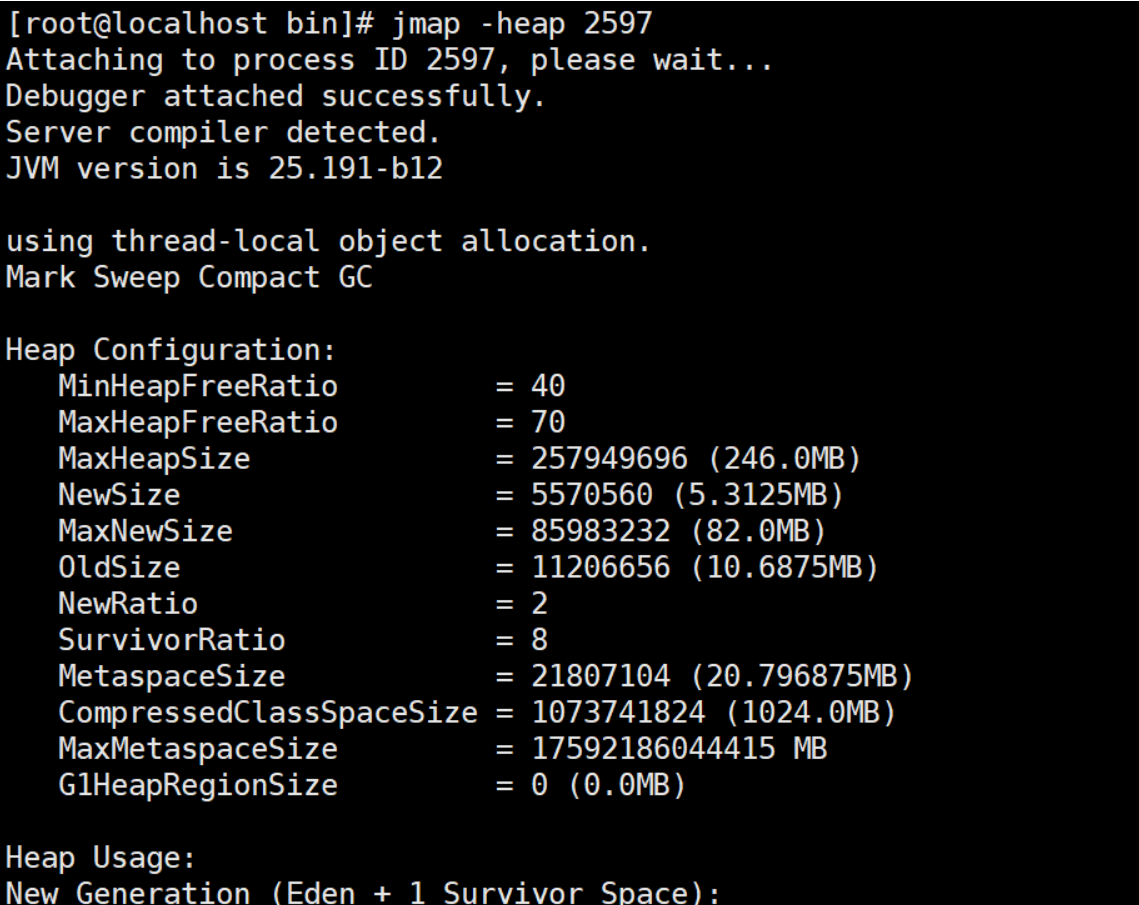 [root@localhost bin]# jmap -heap 2597
Attaching to process ID 2597, please wait...
Debugger attached successfully.
Server compiler detected.
JVM version is 25.191-b12

using thread-local object allocation.
Mark Sweep Compact GC

Heap Configuration:
   MinHeapFreeRatio         = 40
   MaxHeapFreeRatio         = 70
   MaxHeapSize              = 257949696 (246.0MB)
   NewSize                  = 5570560 (5.3125MB)
   MaxNewSize               = 85983232 (82.0MB)
   OldSize                  = 11206656 (10.6875MB)
   NewRatio                 = 2
   SurvivorRatio            = 8
   MetaspaceSize            = 21807104 (20.796875MB)
   CompressedClassSpaceSize = 1073741824 (1024.0MB)
   MaxMetaspaceSize         = 17592186044415 MB
   G1HeapRegionSize         = 0 (0.0MB)

Heap Usage:
New Generation (Eden + 1 Survivor Space):